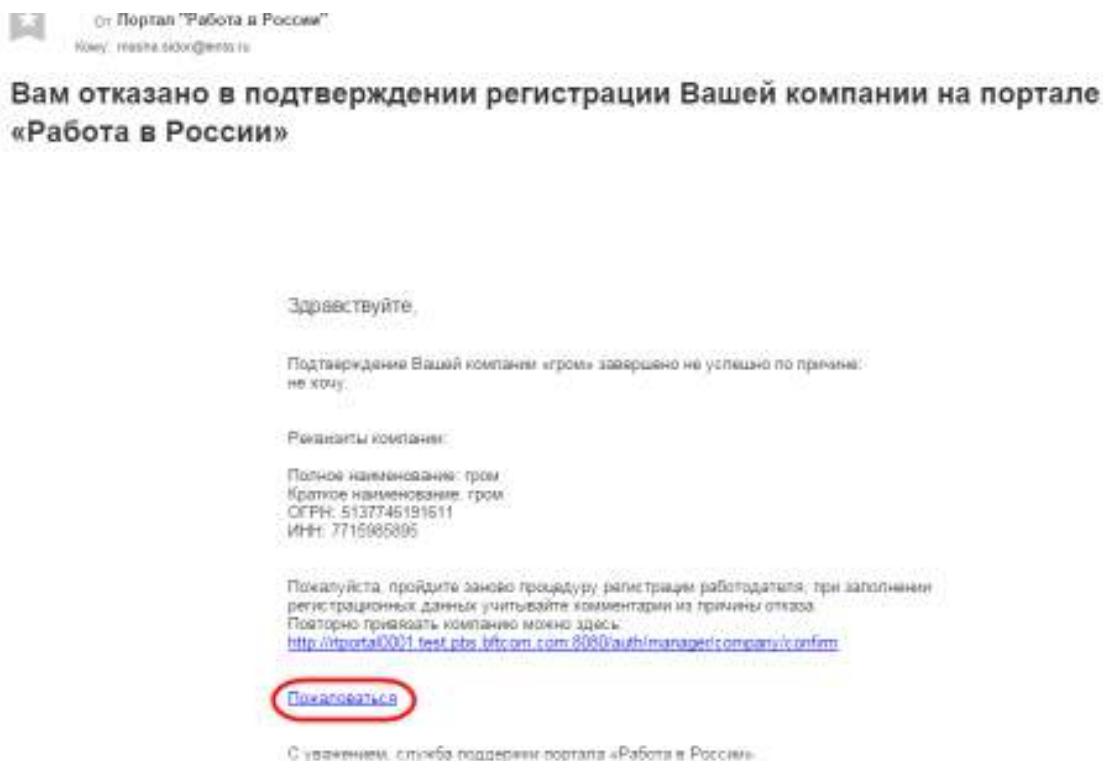 От Портал "Работа в России"
Кому: masha.sidor@lenta.ru
Вам отказано в подтверждении регистрации Вашей компании на портале
«Работа в России»
Здравствуйте,
Подтверждение Вашей компании «гром» завершено не успешно по причине:
не хочу.
Реквизиты компании:
Полное наименование: гром
Краткое наименование: гром
ОГРН: 5137746191611
ИНН: 7715985895
Пожалуйста, пройдите заново процедуру регистрации работодателя, при заполнении
регистрационных данных учитывайте комментарии из причины отказа.
Повторно привязать компанию можно здесь:
http://rtportal0001.test.pbs.bftcom.com:8080/auth/manager/company/confirm
Пожаловаться
С уважением, служба поддержки портала «Работа в России».